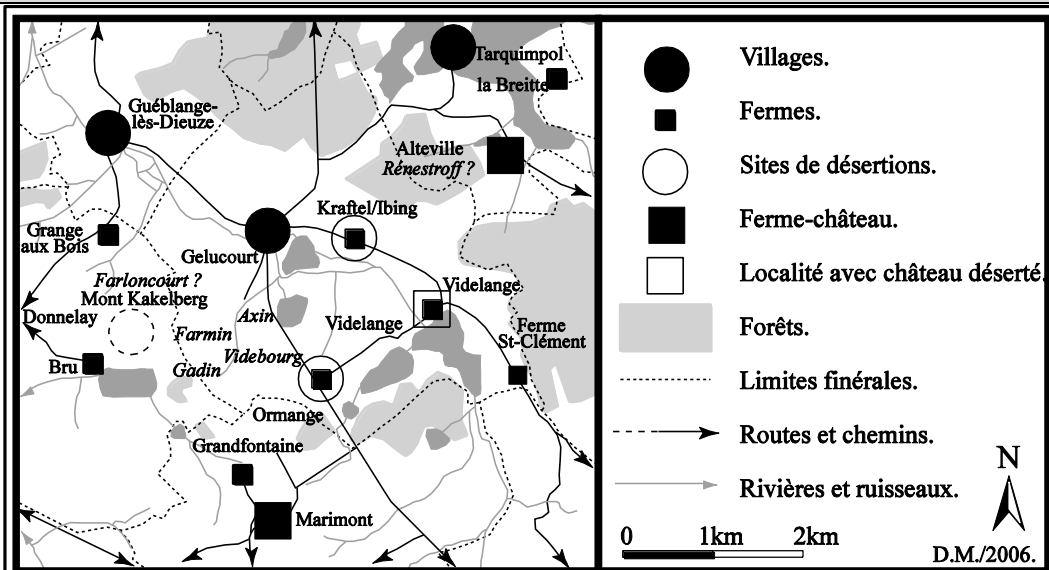 Tarquimpol
la Breitte
Guéblange-
lès-Dieuze
Alteville
Rénestroff ?
Kraftel/Ibing
Grange
aux Bois
Gelucourt
Farloncourt ?
Mont Kakelberg
Videlange
Donnelay
Axin
Videlange
Farmin
Ferme
St-Clément
Videbourg
Bru
Gadin
Ormange
Grandfontaine
Marimont
Villages.
Fermes.
Sites de désertions.
Ferme-château.
Localité avec château déserté.
Forêts.
Limites finérales.
Routes et chemins.
Rivières et ruisseaux.
N
0 1km 2km
D.M./2006.